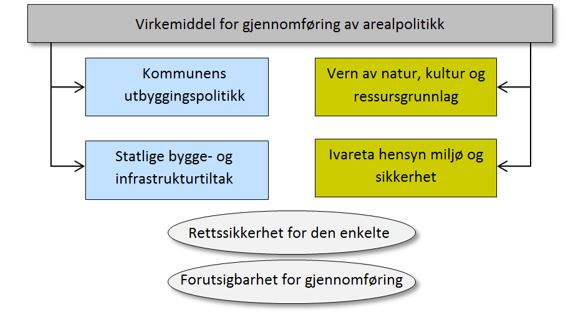 Virkemiddel for gjennomføring av arealpolitikk
Kommunens
utbyggingspolitikk
Vern av natur, kultur og
ressursgrunnlag
Statlige bygge- og
infrastrukturtiltak
Ivareta hensyn miljø og
sikkerhet
Rettssikkerhet for den enkelte
Forutsigbarhet for gjennomføring